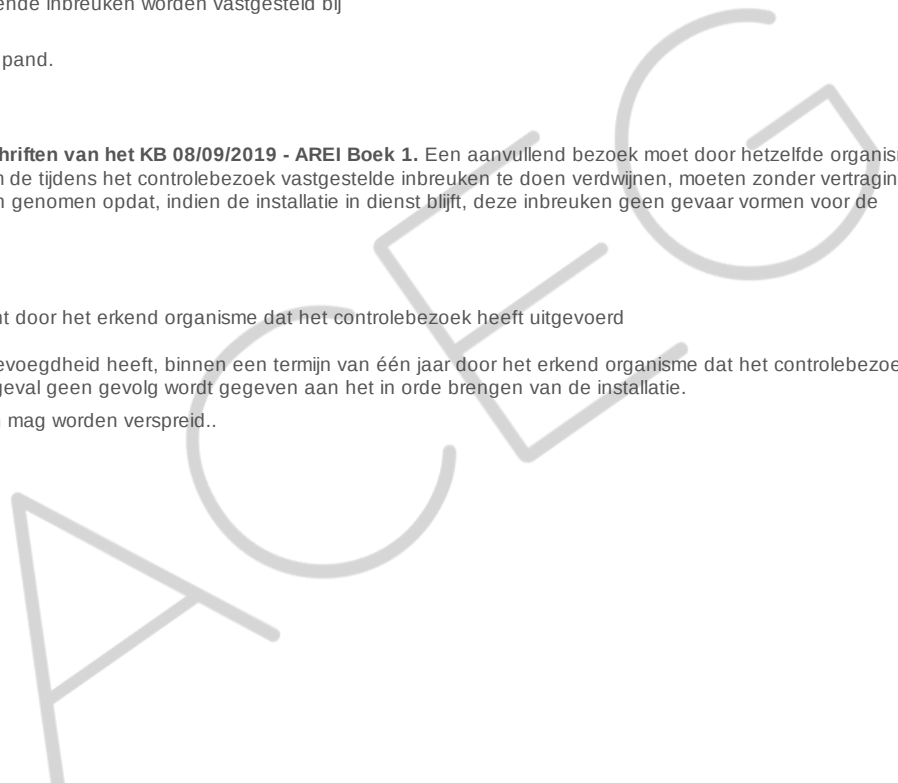 ende inbreuken worden vastgesteld bij
pand.
hriften van het KB 08/09/2019 - AREI Boek 1. Een aanvullend bezoek moet door hetzelfde organis
de tijdens het controlebezoek vastgestelde inbreuken te doen verdwijnen, moeten zonder vertragin
genomen opdat, indien de installatie in dienst blijft, deze inbreuken geen gevaar vormen voor de
nt door het erkend organisme dat het controlebezoek heeft uitgevoerd
evoegdheid heeft, binnen een termijn van één jaar door het erkend organisme dat het controlebezoe
geval geen gevolg wordt gegeven aan het in orde brengen van de installatie.
mag worden verspreid..
ACEG